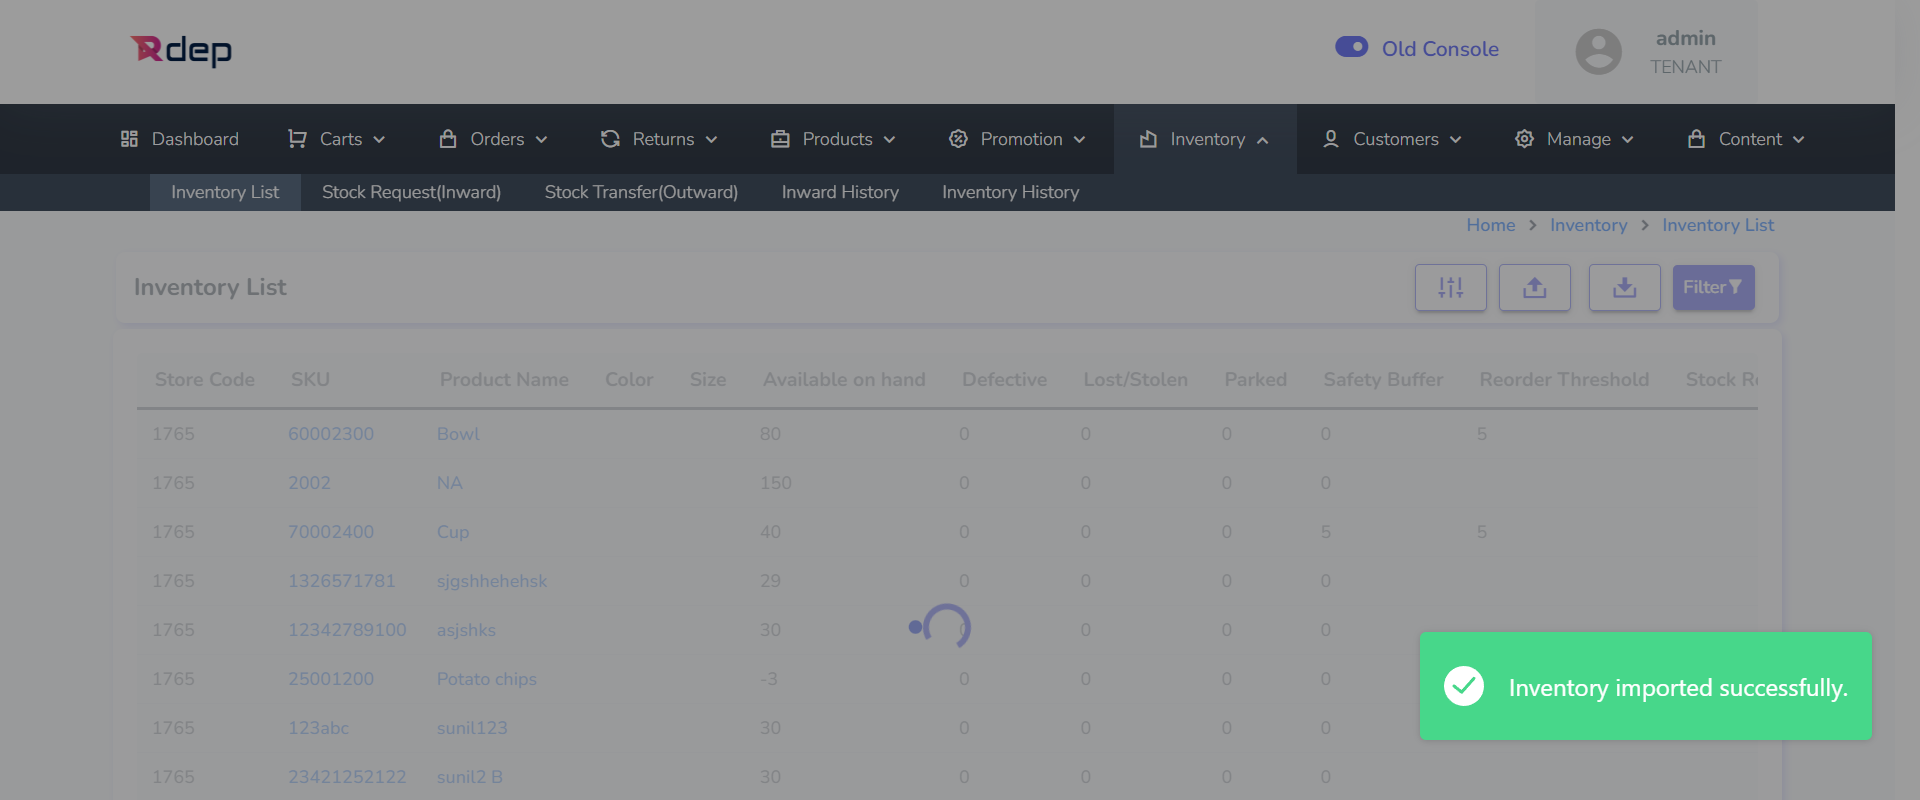 Rdep
Old Console
admin
TENANT
Dashboard Carts Orders Returns Products Promotion Inventory Customers Manage Content
Inventory List Stock Request(Inward) Stock Transfer(Outward) Inward History Inventory History
Home > Inventory > Inventory List
Inventory List
Filter
Store Code SKU Product Name Color Size Available on hand Defective Lost/Stolen Parked Safety Buffer Reorder Threshold Stock
1765 60002300 Bowl 80 0 0 0 0 5
1765 2002 NA 150 0 0 0 0
1765 70002400 Cup 40 0 0 0 5 5
1765 1326571781 sjgshhehehsk 29 0 0 0 0
1765 12342789100 asjshks 30 0 0 0 0
1765 25001200 Potato chips -3 0 0 0 0
1765 123abc sunil123 30 0 0 0 0
1765 23421252122 sunil2 B 30 0 0 0 0
Inventory imported successfully.